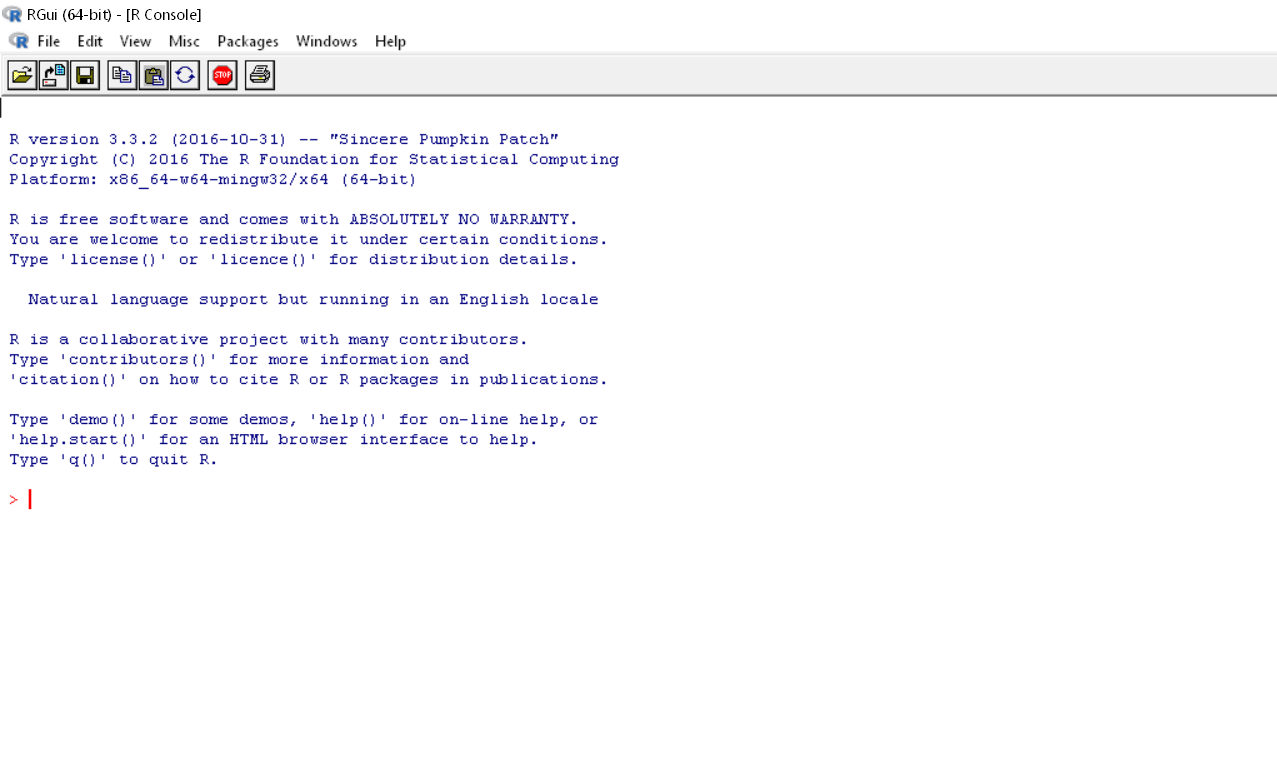 RGui (64-bit) - [R Console]
File Edit View Misc Packages Windows Help
STOP
R version 3.3.2 (2016-10-31) -- "Sincere Pumpkin Patch"
Copyright (C) 2016 The R Foundation for Statistical Computing
Platform: x86_64-w64-mingw32/x64 (64-bit)

R is free software and comes with ABSOLUTELY NO WARRANTY.
You are welcome to redistribute it under certain conditions.
Type 'license()' or 'licence()' for distribution details.

  Natural language support but running in an English locale

R is a collaborative project with many contributors.
Type 'contributors()' for more information and
'citation()' on how to cite R or R packages in publications.

Type 'demo()' for some demos, 'help()' for on-line help, or
'help.start()' for an HTML browser interface to help.
Type 'q()' to quit R.

>